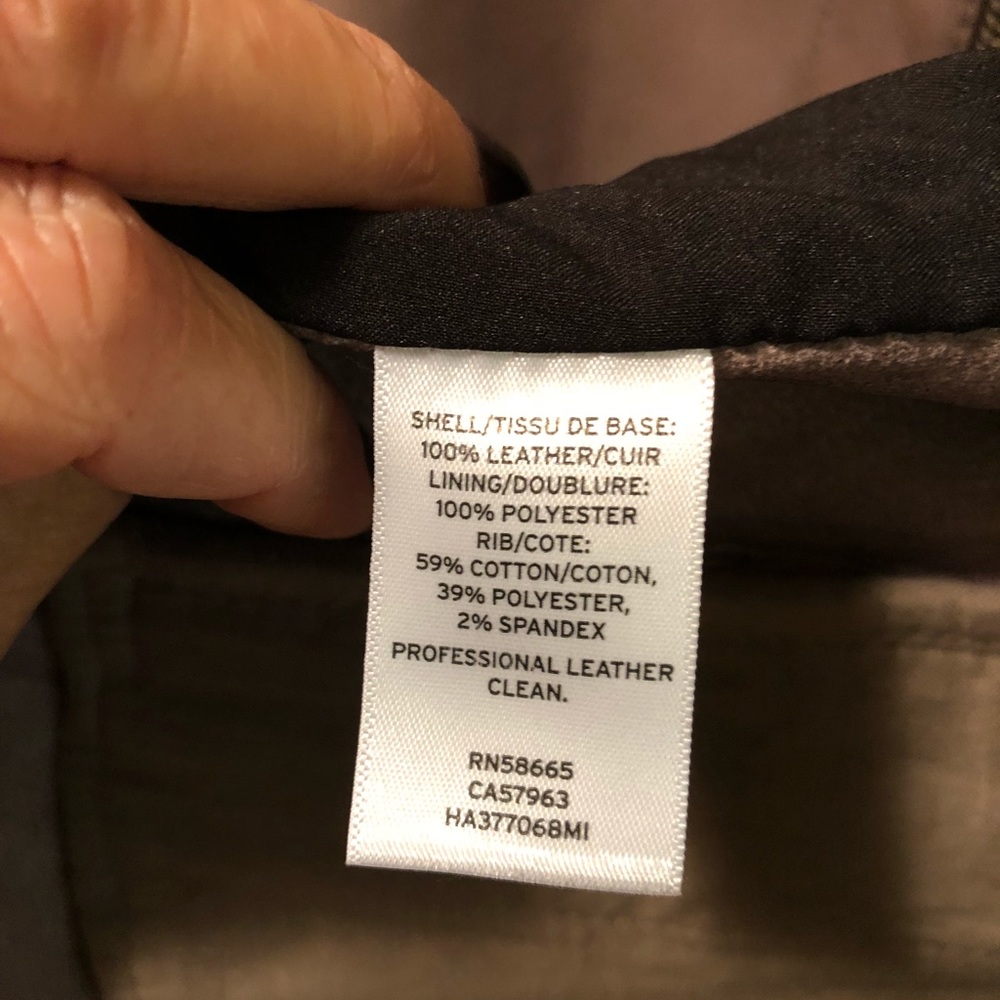 SHELL/TISSU DE BASE:
100% LEATHER/CUIR
LINING/DOUBLURE:
100% POLYESTER
RIB/COTE:
59% COTTON/COTON,
39% POLYESTER,
2% SPANDEX
PROFESSIONAL LEATHER
CLEAN.
RN58665
CA57963
HA377068MI